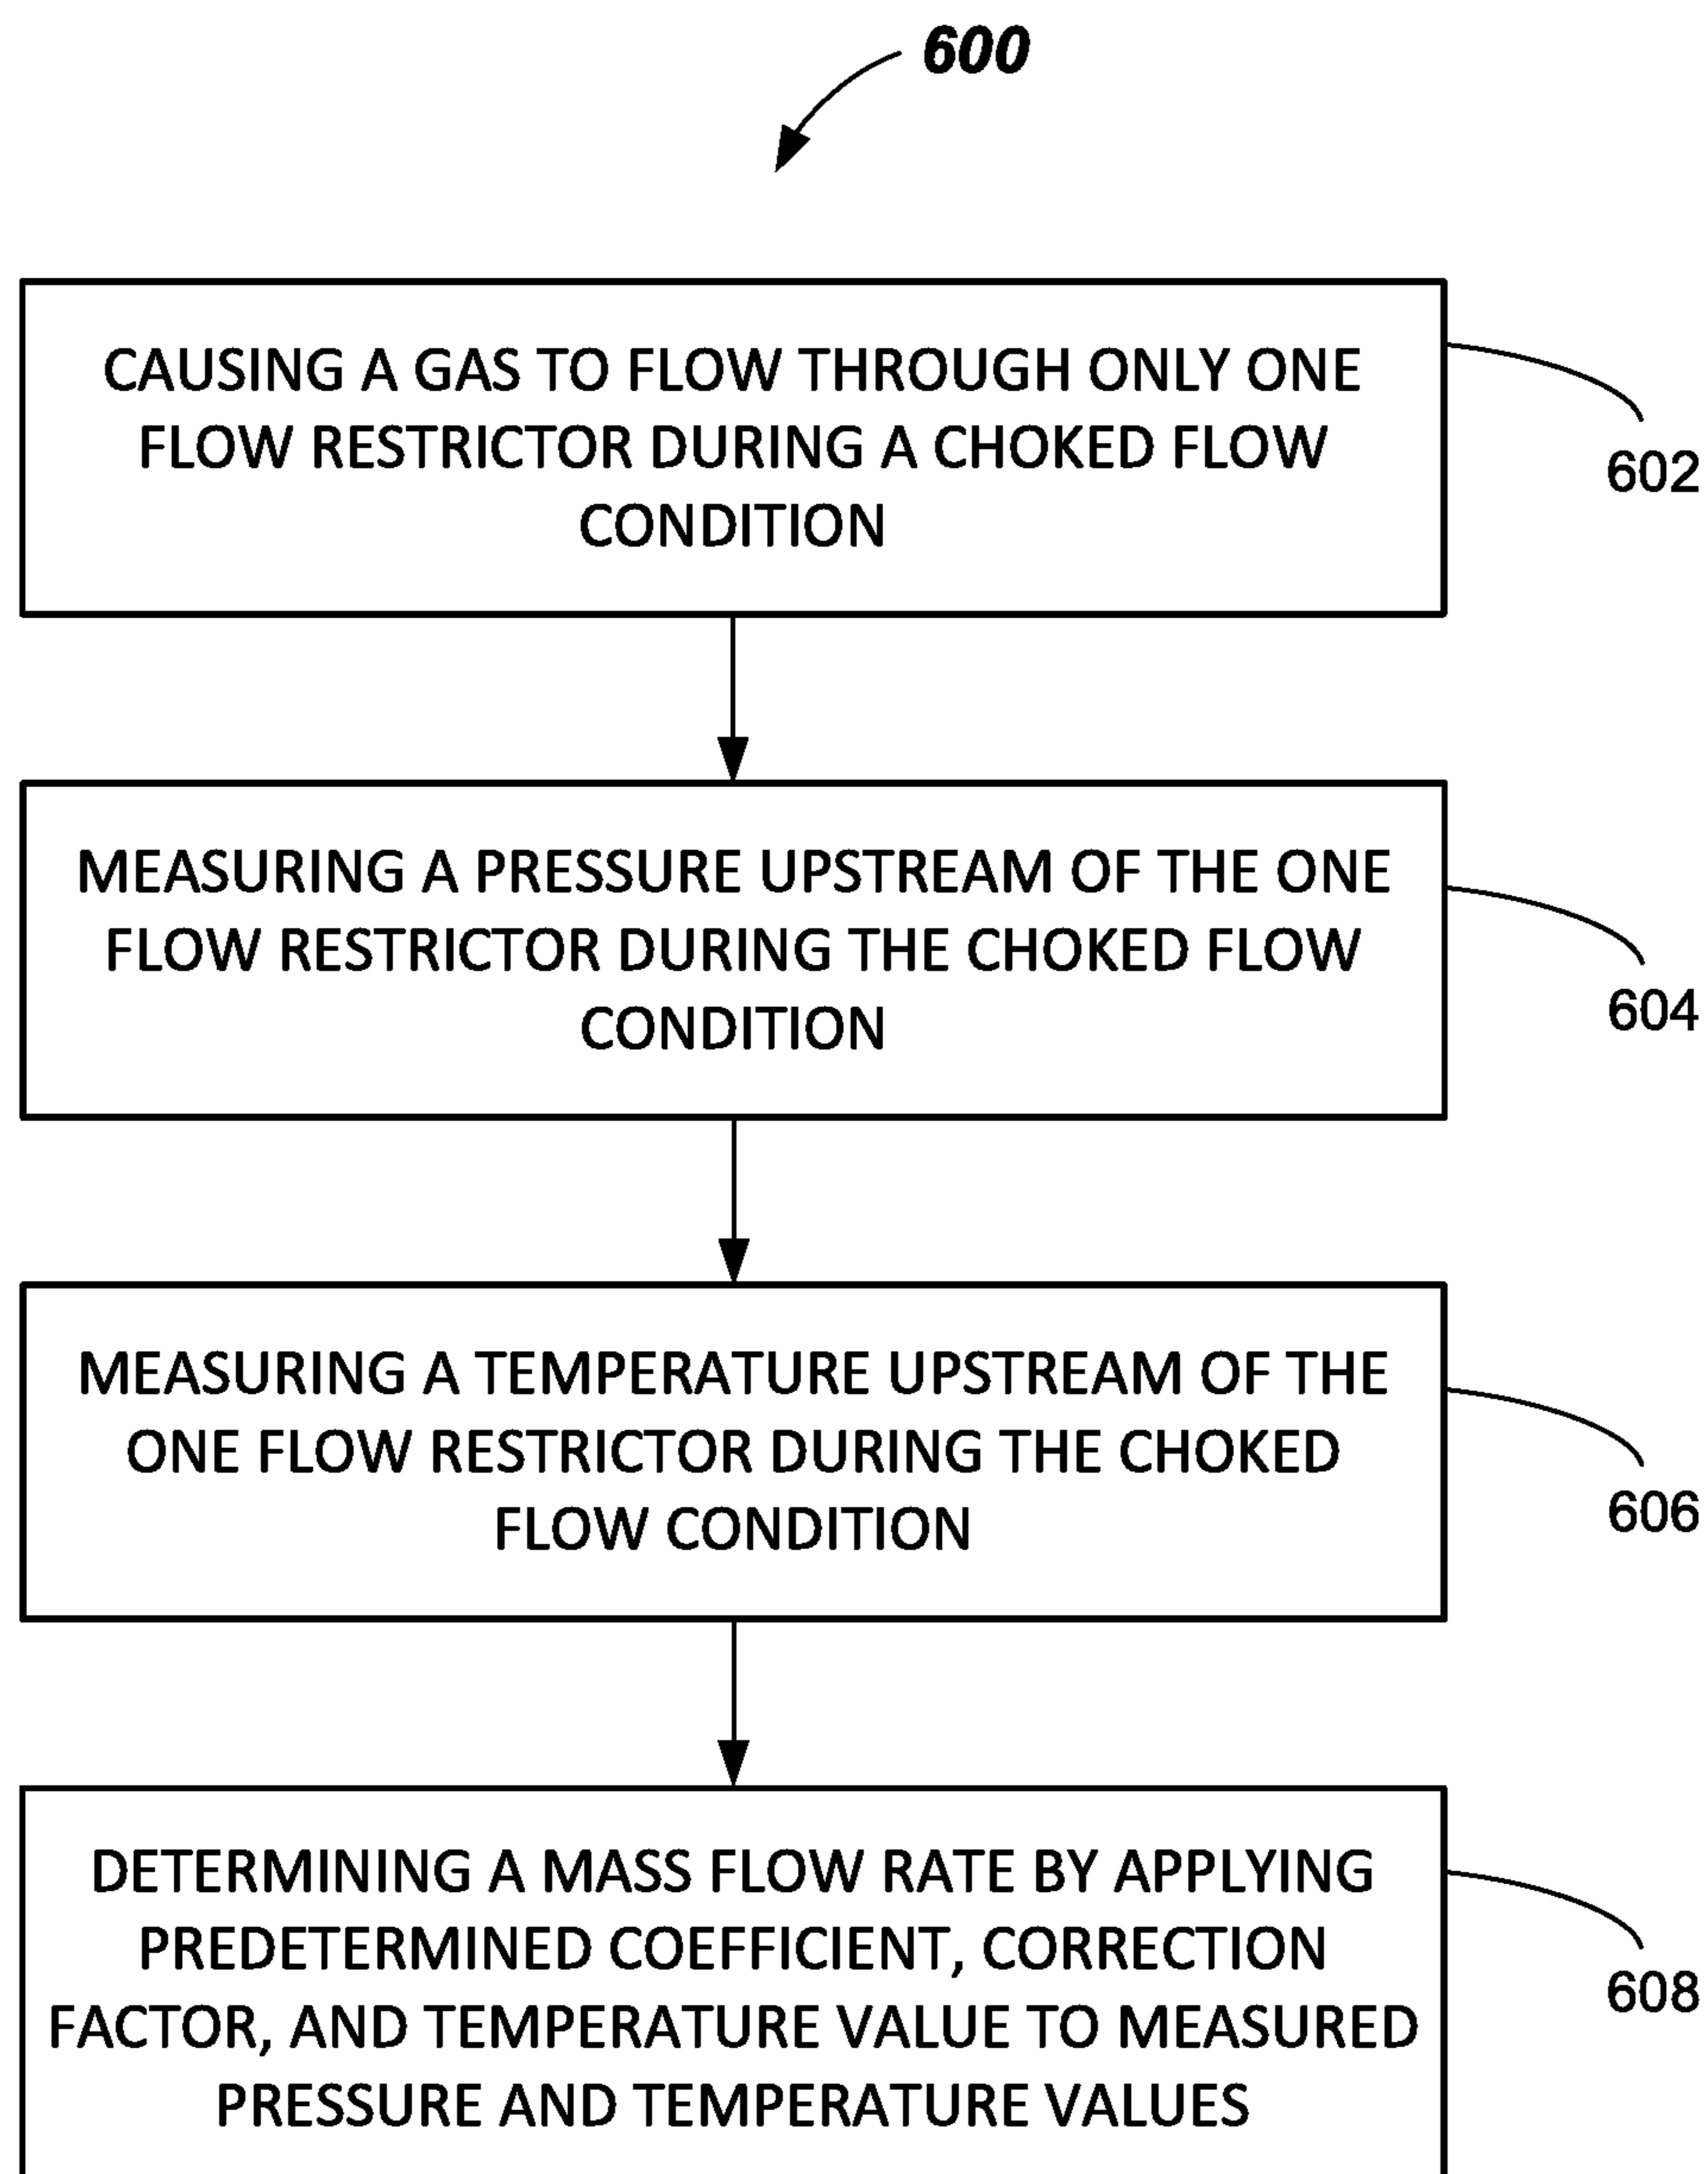 600
CAUSING A GAS TO FLOW THROUGH ONLY ONE
FLOW RESTRICTOR DURING A CHOKED FLOW
CONDITION
602
MEASURING A PRESSURE UPSTREAM OF THE ONE
FLOW RESTRICTOR DURING THE CHOKED FLOW
CONDITION
604
MEASURING A TEMPERATURE UPSTREAM OF THE
ONE FLOW RESTRICTOR DURING THE CHOKED
FLOW CONDITION
606
DETERMINING A MASS FLOW RATE BY APPLYING
PREDETERMINED COEFFICIENT, CORRECTION
FACTOR, AND TEMPERATURE VALUE TO MEASURED
PRESSURE AND TEMPERATURE VALUES
608